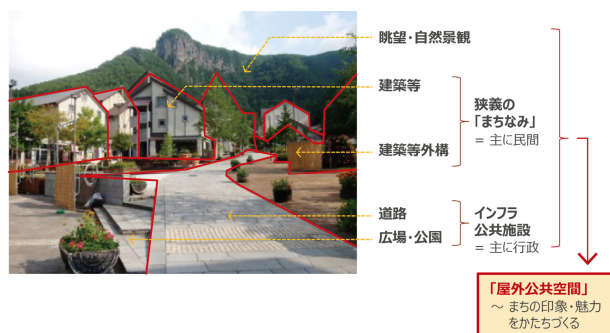 眺望・自然景観
建築等
建築等外構
狭義の
「まちなみ」
= 主に民間
道路
広場・公園
インフラ
公共施設
= 主に行政
「屋外公共空間」
～ まちの印象・魅力
をかたちづくる